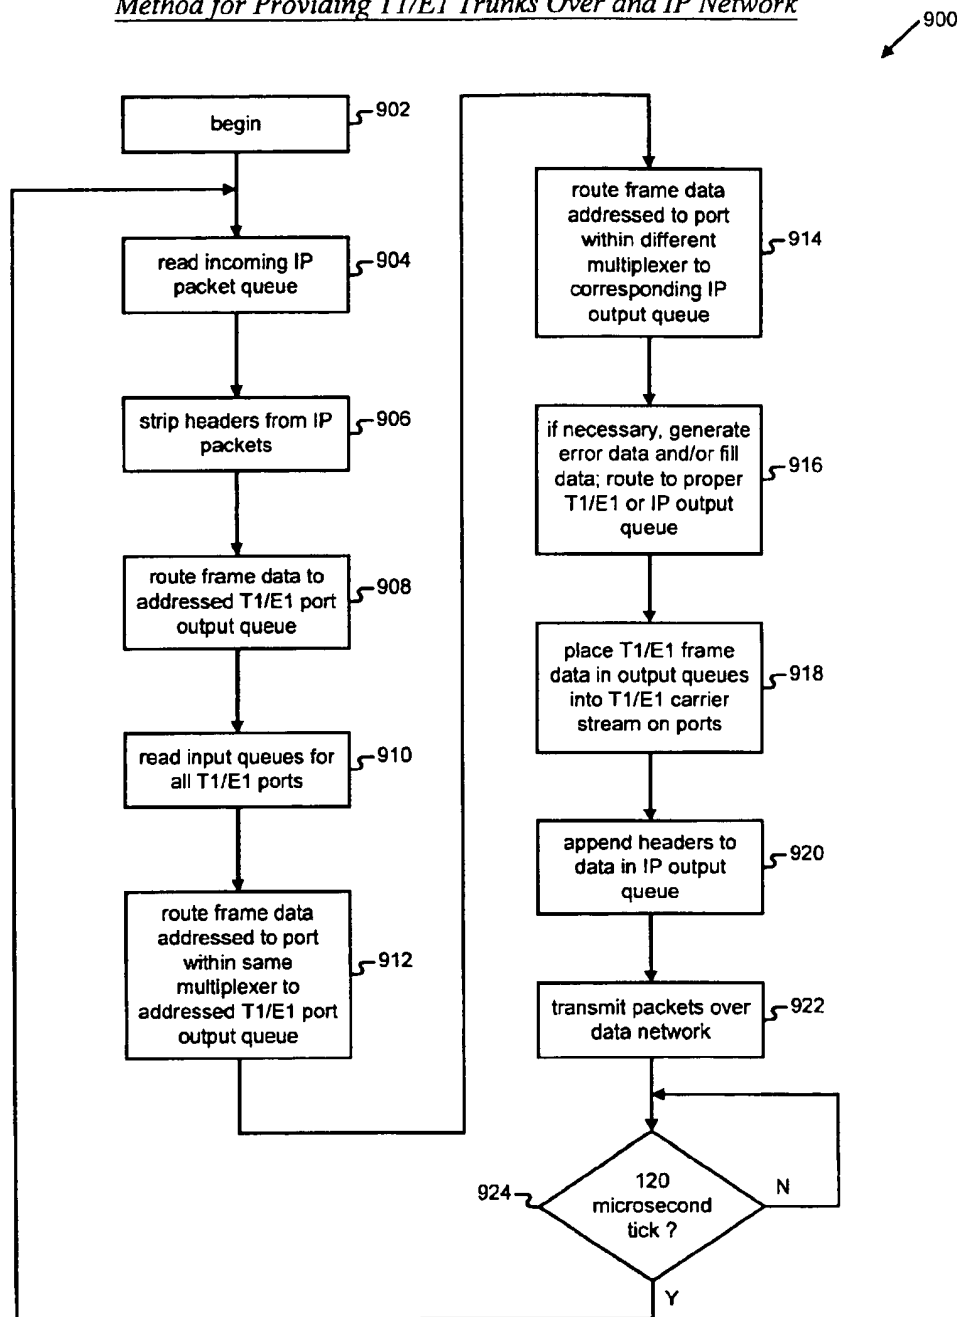 Method for Providing T1/E1 Trunks Over and IP Network
900
begin
902
read incoming IP
packet queue
904
strip headers from IP
packets
906
route frame data to
addressed T1/E1 port
output queue
908
read input queues for
all T1/E1 ports
910
route frame data
addressed to port
within same
multiplexer to
addressed T1/E1 port
output queue
912
route frame data
addressed to port
within different
multiplexer to
corresponding IP
output queue
914
if necessary, generate
error data and/or fill
data; route to proper
T1/E1 or IP output
queue
916
place T1/E1 frame
data in output queues
into T1/E1 carrier
stream on ports
918
append headers to
data in IP output
queue
920
transmit packets over
data network
922
924
120
microsecond
tick ?
N
Y